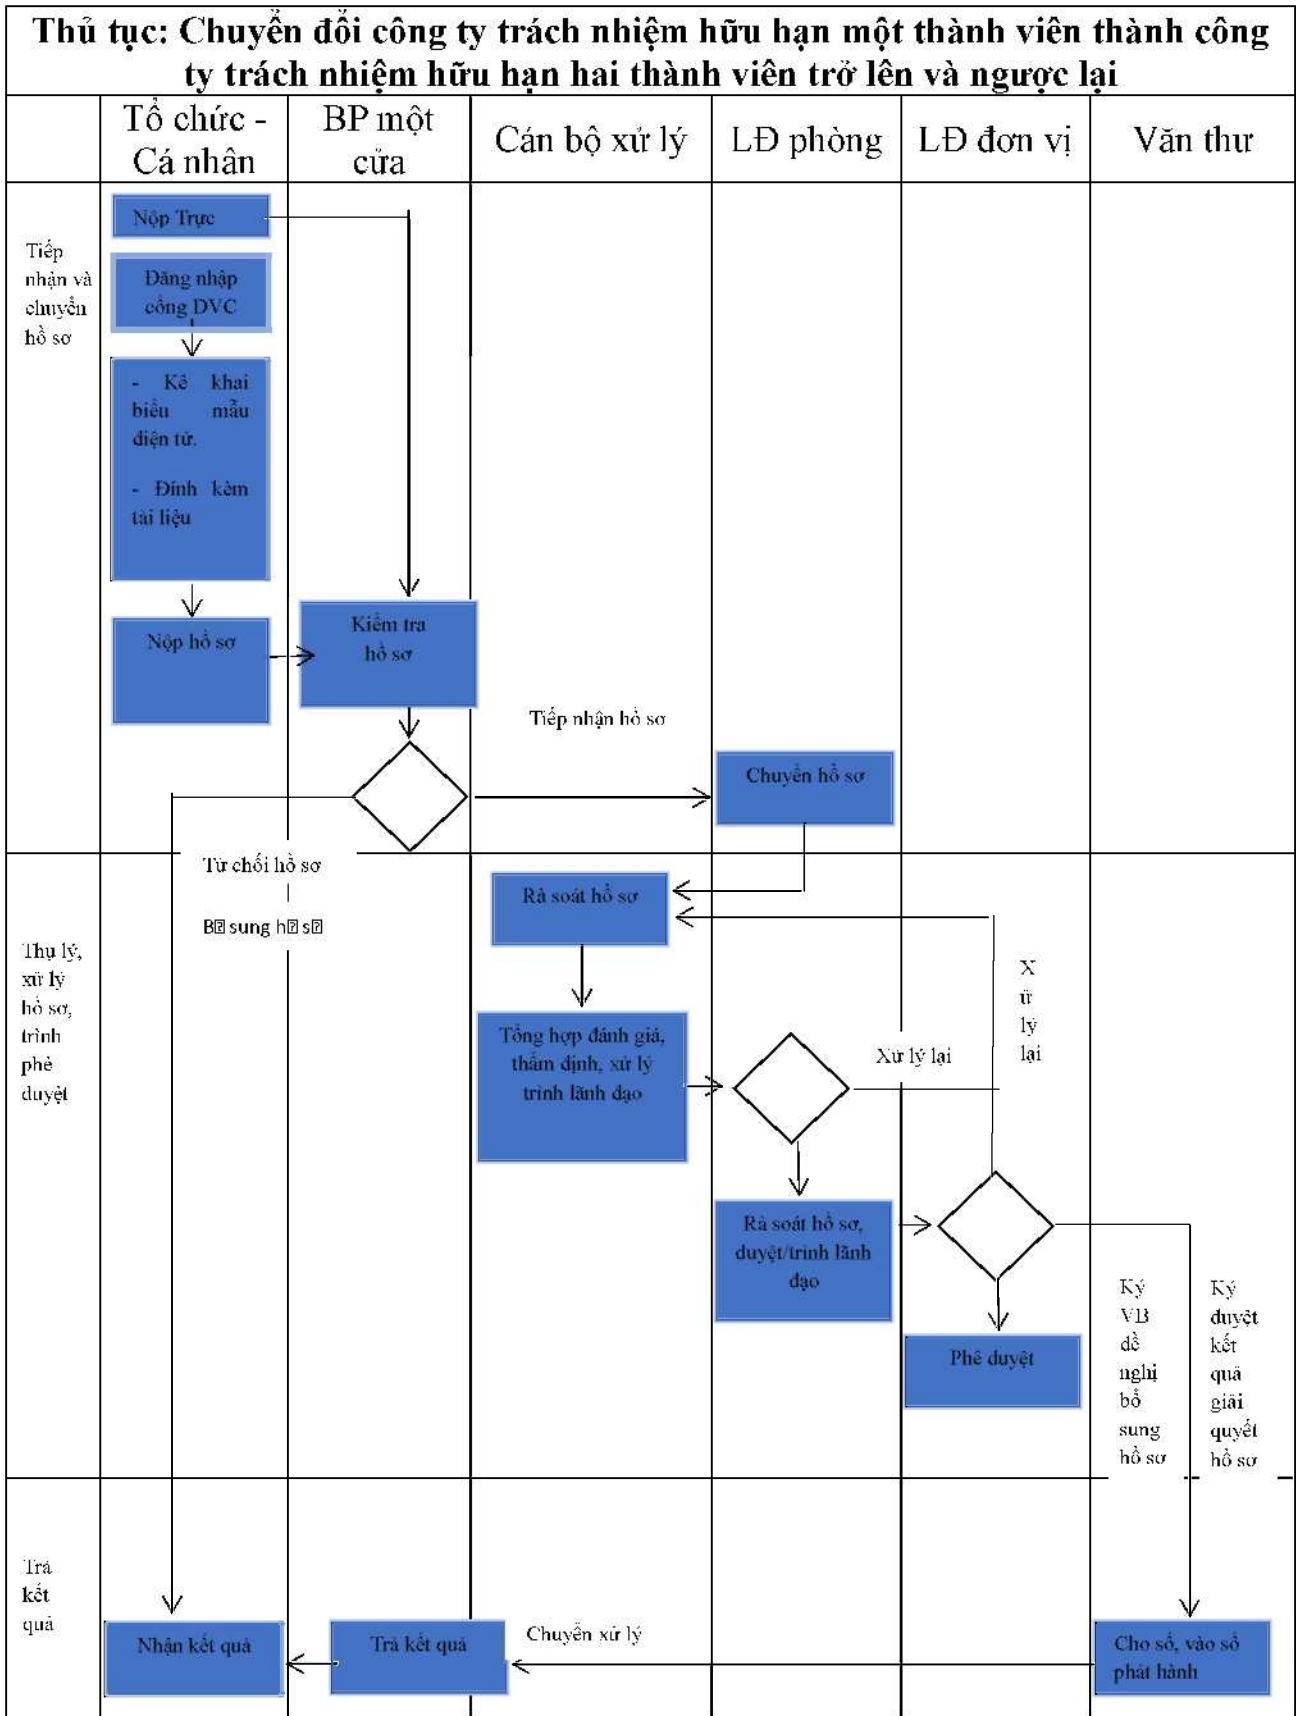 Thủ tục: Chuyển đổi công ty trách nhiệm hữu hạn một thành viên thành công
ty trách nhiệm hữu hạn hai thành viên trở lên và ngược lại
Tổ chức -
Cá nhân
BP một
cửa
Cán bộ xử lý
LĐ phòng
LĐ đơn vị
Văn thư
Tiếp
nhận và
chuyển
hồ sơ
Nộp Trực
Đăng nhập
cổng DVC
- Kê khai
biểu mẫu
điện tử.
- Đính kèm
tài liệu
Nộp hồ sơ
Kiểm tra
hồ sơ
Tiếp nhận hồ sơ
Chuyển hồ sơ
Từ chối hồ sơ
B sung h s
Thụ lý,
xử lý
hồ sơ,
trình
phê
duyệt
Rà soát hồ sơ
Tổng hợp đánh giá,
thẩm định, xử lý
trình lãnh đạo
Xử lý lại
X
ử
lý
lại
Rà soát hồ sơ,
duyệt/trình lãnh
đạo
Phê duyệt
Ký
VB
đề
nghị
bổ
sung
hồ sơ
Ký
duyệt
kết
quả
giải
quyết
hồ sơ
Trả
kết
quả
Nhận kết quả
Trả kết quả
Chuyển xử lý
Cho số, vào sổ
phát hành